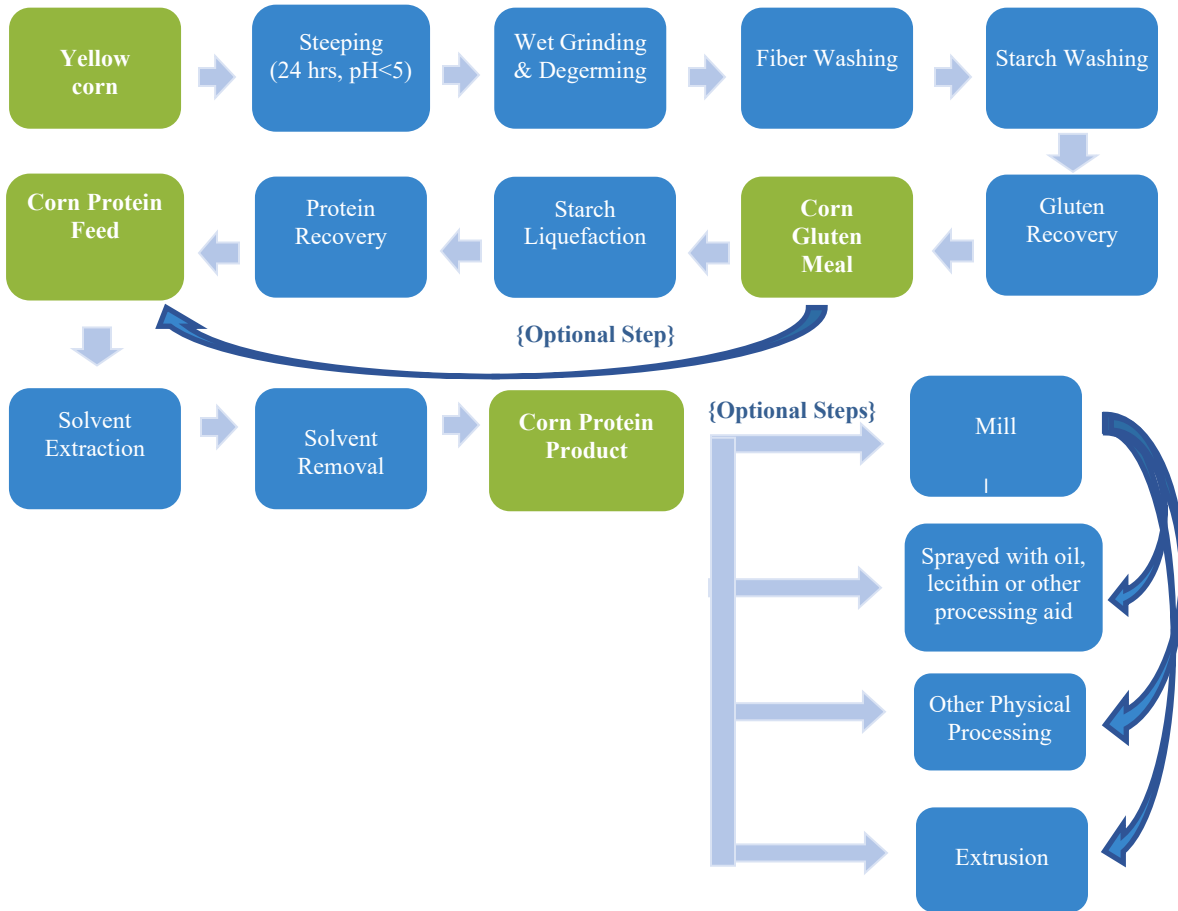 Yellow
corn
Steeping
(24 hrs, pH<5)
Wet Grinding
& Degerming
Fiber Washing
Starch Washing
Corn Protein
Feed
Protein
Recovery
Starch
Liquefaction
Corn
Gluten
Meal
Gluten
Recovery
{Optional Step}
Solvent
Extraction
Solvent
Removal
Corn Protein
Product
{Optional Steps}
Mill
Sprayed with oil,
lecithin or other
processing aid
Other Physical
Processing
Extrusion